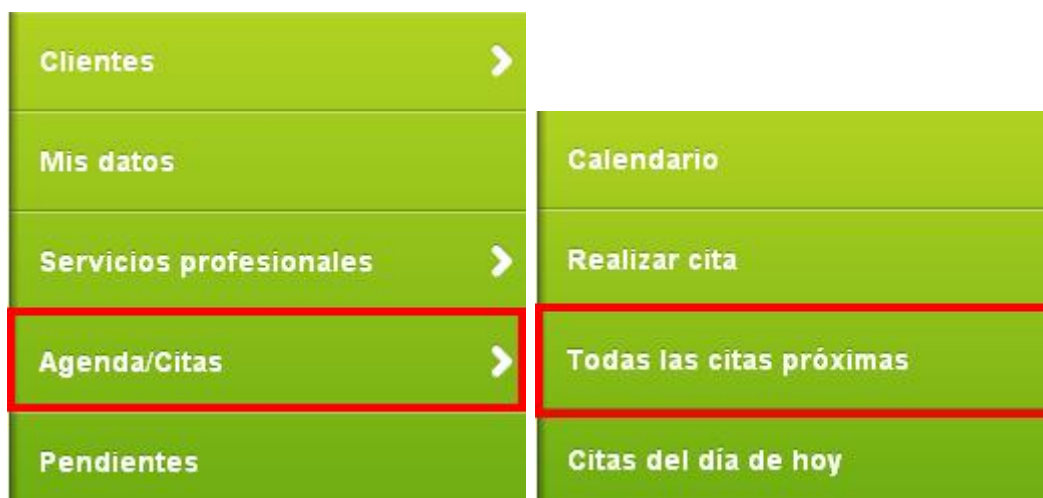 Clientes
Mis datos
Servicios profesionales
Agenda/Citas
Pendientes
Calendario
Realizar cita
Todas las citas próximas
Citas del día de hoy